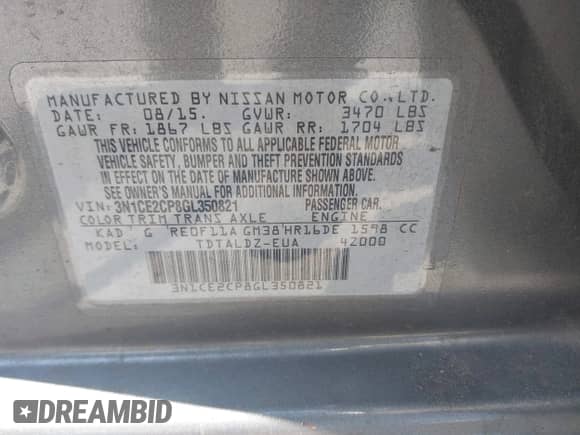 MANUFACTURED BY NISSAN MOTOR CO.,LTD.
DATE: 08/15. GVWR: 3470 LBS
GAWR FR: 1867 LBS GAWR RR: 1704 LBS
THIS VEHICLE CONFORMS TO ALL APPLICABLE FEDERAL MOTOR
VEHICLE SAFETY, BUMPER AND THEFT PREVENTION STANDARDS
IN EFFECT ON THE DATE OF MANUFACTURE SHOWN ABOVE.
SEE OWNER'S MANUAL FOR ADDITIONAL INFORMATION.
VIN: 3N1CE2CP8GL350821 PASSENGER CAR.
COLOR TRIM TRANS AXLE ENGINE
KAD G RE0F11A GM38 HR16DE 1598 CC
MODEL: TDTALDZ-EUA 42000
3N1CE2CP8GL350821
DREAMBID